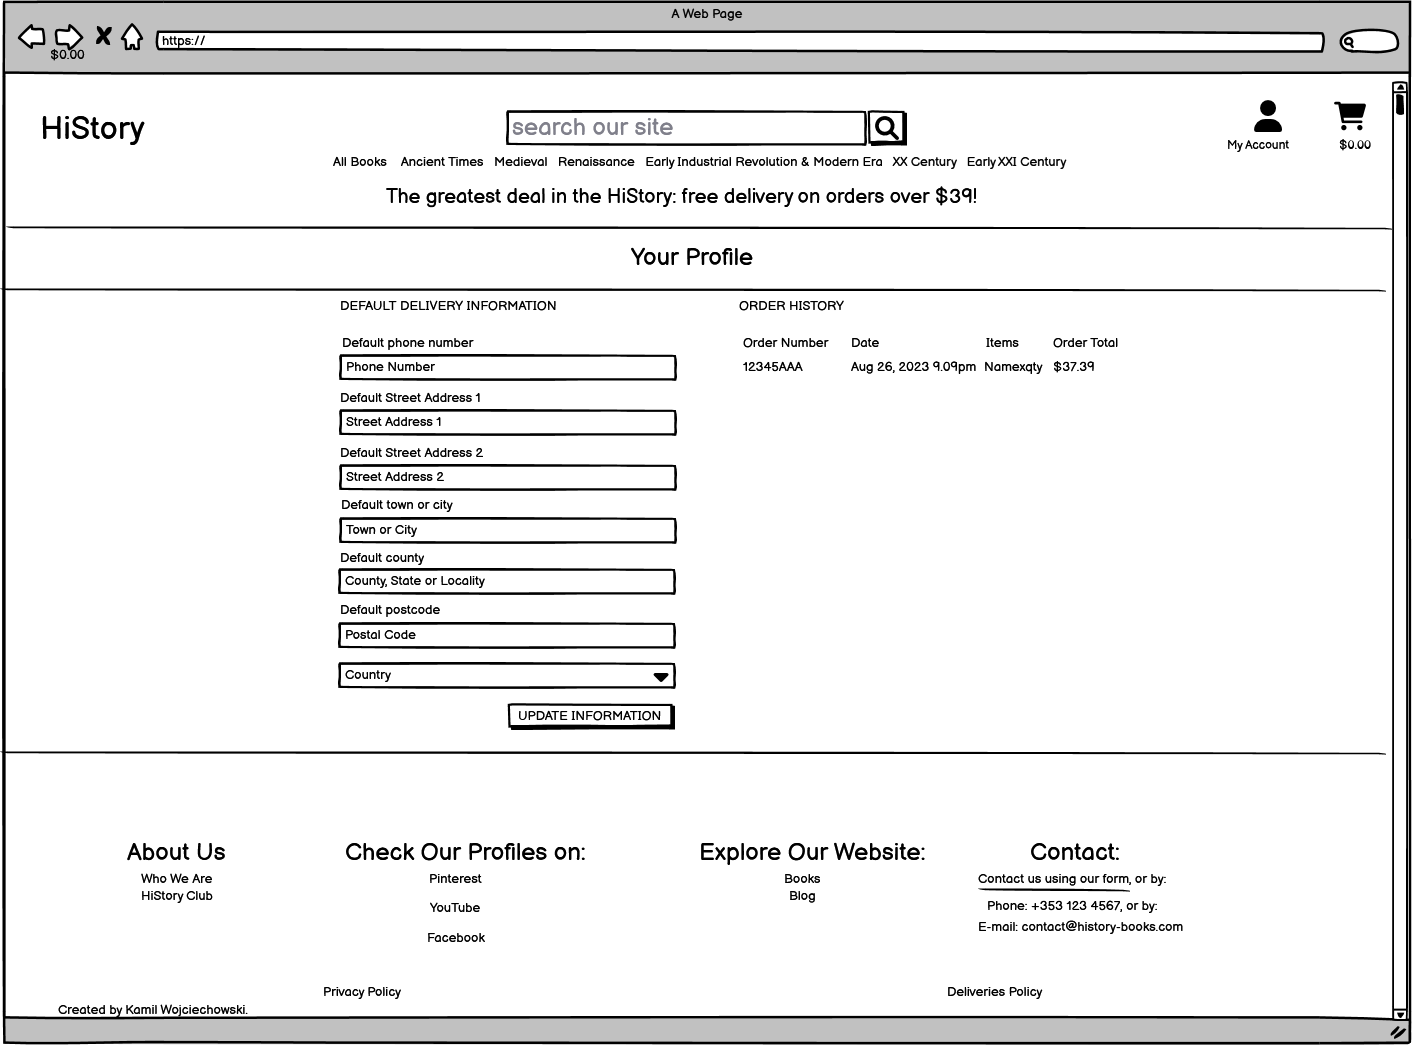 A Web Page
$0.00
https://
HiStory
search our site
My Account
$0.00
All Books Ancient Times Medieval Renaissance Early Industrial Revolution & Modern Era XX Century Early XXI Century
The greatest deal in the HiStory: free delivery on orders over $39!
Your Profile
DEFAULT DELIVERY INFORMATION
Default phone number
Phone Number
Default Street Address 1
Street Address 1
Default Street Address 2
Street Address 2
Default town or city
Town or City
Default county
County, State or Locality
Default postcode
Postal Code
Country
UPDATE INFORMATION
ORDER HISTORY
Order Number Date Items Order Total
12345AAA Aug 26, 2023 9.09pm Namexqty $37.39
About Us
Who We Are
HiStory Club
Check Our Profiles on:
Pinterest
YouTube
Facebook
Explore Our Website:
Books
Blog
Contact:
Contact us using our form, or by:
Phone: +353 123 4567, or by:
E-mail: contact@history-books.com
Privacy Policy
Deliveries Policy
Created by Kamil Wojciechowski.